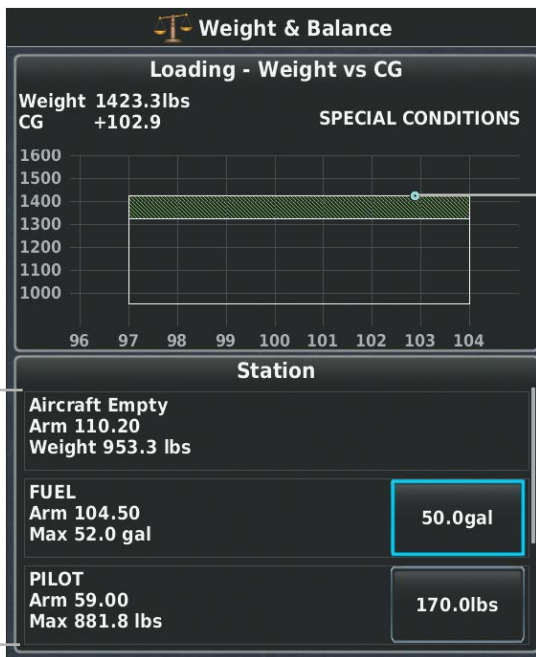 Weight & Balance
Loading - Weight vs CG
Weight 1423.3lbs
CG +102.9
SPECIAL CONDITIONS
1600
1500
1400
1300
1200
1100
1000
96 97 98 99 100 101 102 103 104
Station
Aircraft Empty
Arm 110.20
Weight 953.3 lbs
FUEL
Arm 104.50
Max 52.0 gal
50.0gal
PILOT
Arm 59.00
Max 881.8 lbs
170.0lbs